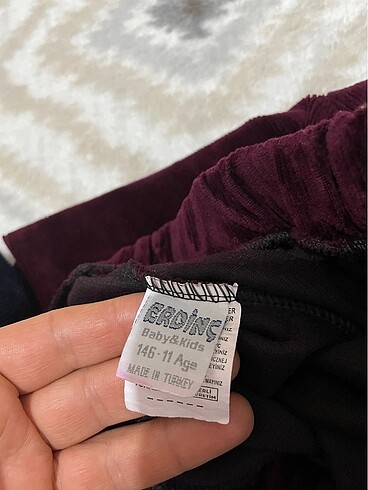 ERDİNÇ
Baby&Kids
146-11 Age
MADE IN TURKEY